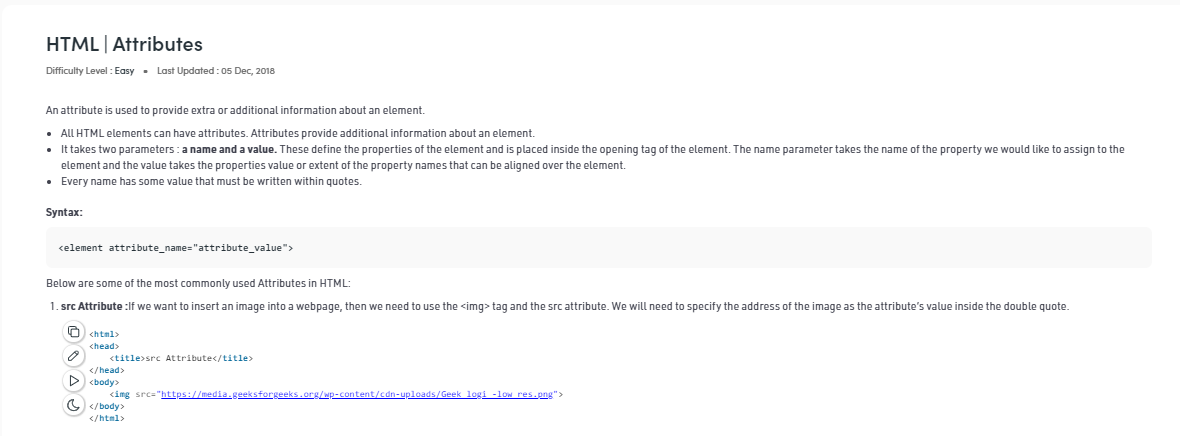 HTML | Attributes
Difficulty Level : Easy • Last Updated : 05 Dec, 2018
An attribute is used to provide extra or additional information about an element.
• All HTML elements can have attributes. Attributes provide additional information about an element.
• It takes two parameters : a name and a value. These define the properties of the element and is placed inside the opening tag of the element. The name parameter takes the name of the property we would like to assign to the
element and the value takes the properties value or extent of the property names that can be aligned over the element.
• Every name has some value that must be written within quotes.
Syntax:
<element attribute_name="attribute_value">
Below are some of the most commonly used Attributes in HTML:
1. src Attribute :If we want to insert an image into a webpage, then we need to use the <img> tag and the src attribute. We will need to specify the address of the image as the attribute's value inside the double quote.
<html>
<head>
<title>src Attribute</title>
</head>
<body>
<img src="https://media.geeksforgeeks.org/wp-content/cdn-uploads/Geek_logi_-low_res.png">
</body>
</html>